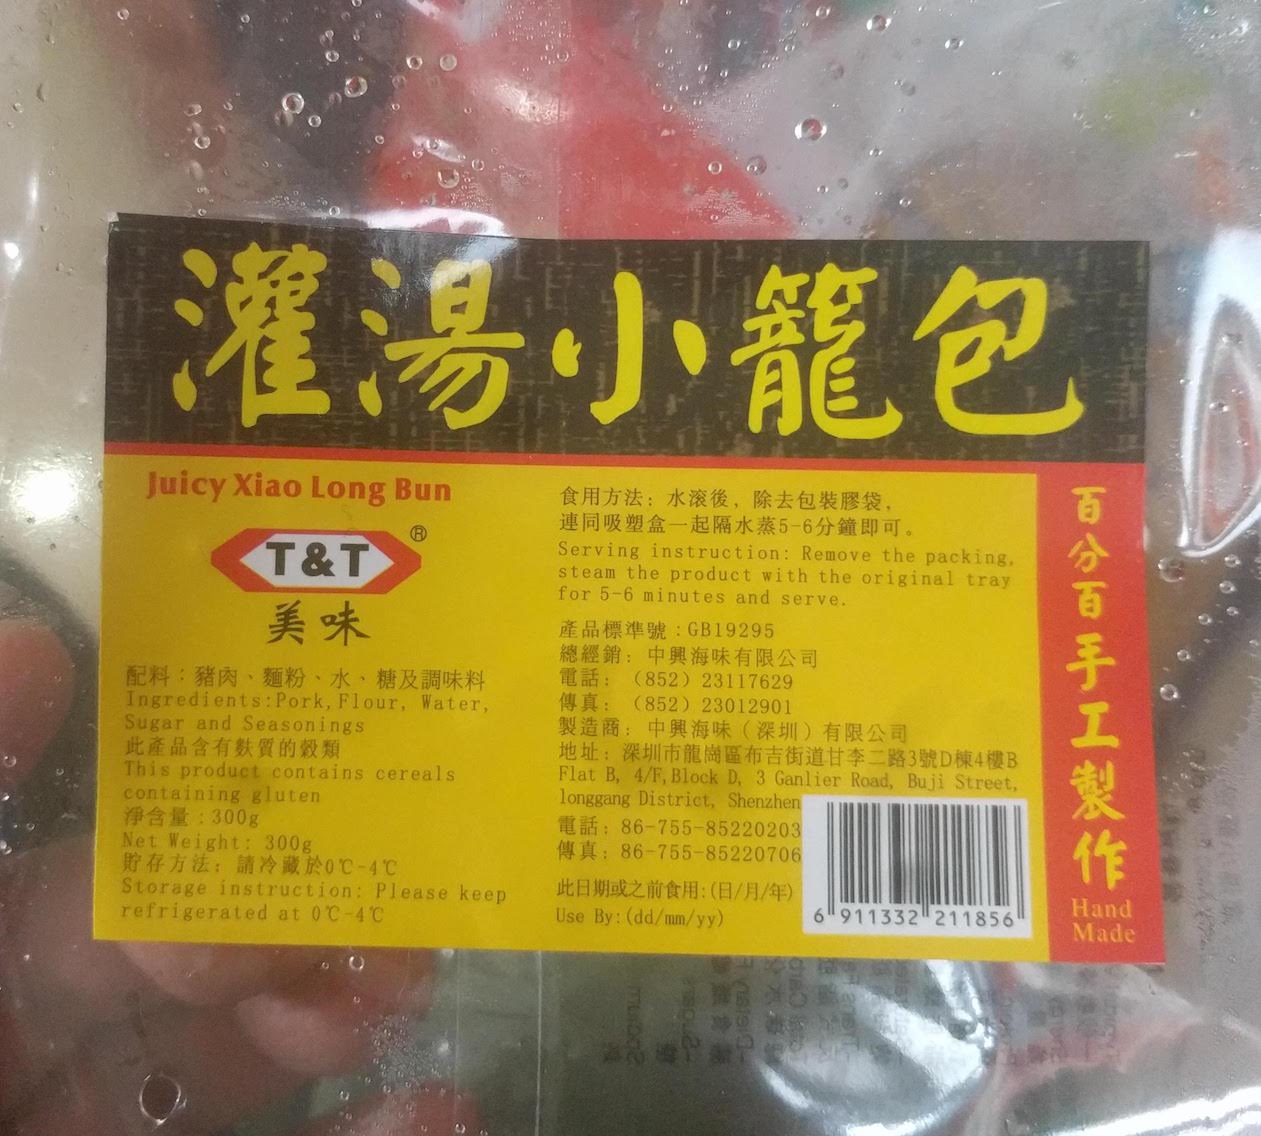 灌湯小籠包
Juicy Xiao Long Bun
T&T®
美味
配料：豬肉、麵粉、水、糖及調味料
Ingredients:Pork,Flour, Water,
Sugar and Seasonings
此產品含有麩質的穀類
This product contains cereals
containing gluten
淨含量：300g
Net Weight: 300g
貯存方法：請冷藏於0℃-4℃
Storage instruction: Please keep
refrigerated at 0℃-4℃
食用方法：水滾後，除去包裝膠袋，
連同吸塑盒一起隔水蒸5-6分鐘即可。
Serving instruction: Remove the packing,
steam the product with the original tray
for 5-6 minutes and serve.
產品標準號：GB19295
總經銷：中興海味有限公司
電話：（852）23117629
傳真：（852）23012901
製造商：中興海味（深圳）有限公司
地址：深圳市龍崗區布吉街道甘李二路3號D棟4樓B
Flat B, 4/F,Block D, 3 Ganlier Road, Buji Street,
longgang District, Shenzhen
電話：86-755-85220203
傳真：86-755-85220706
此日期或之前食用：(日/月/年)
Use By:(dd/mm/yy)
6 911332 211856
百分百手工製作
Hand
Made